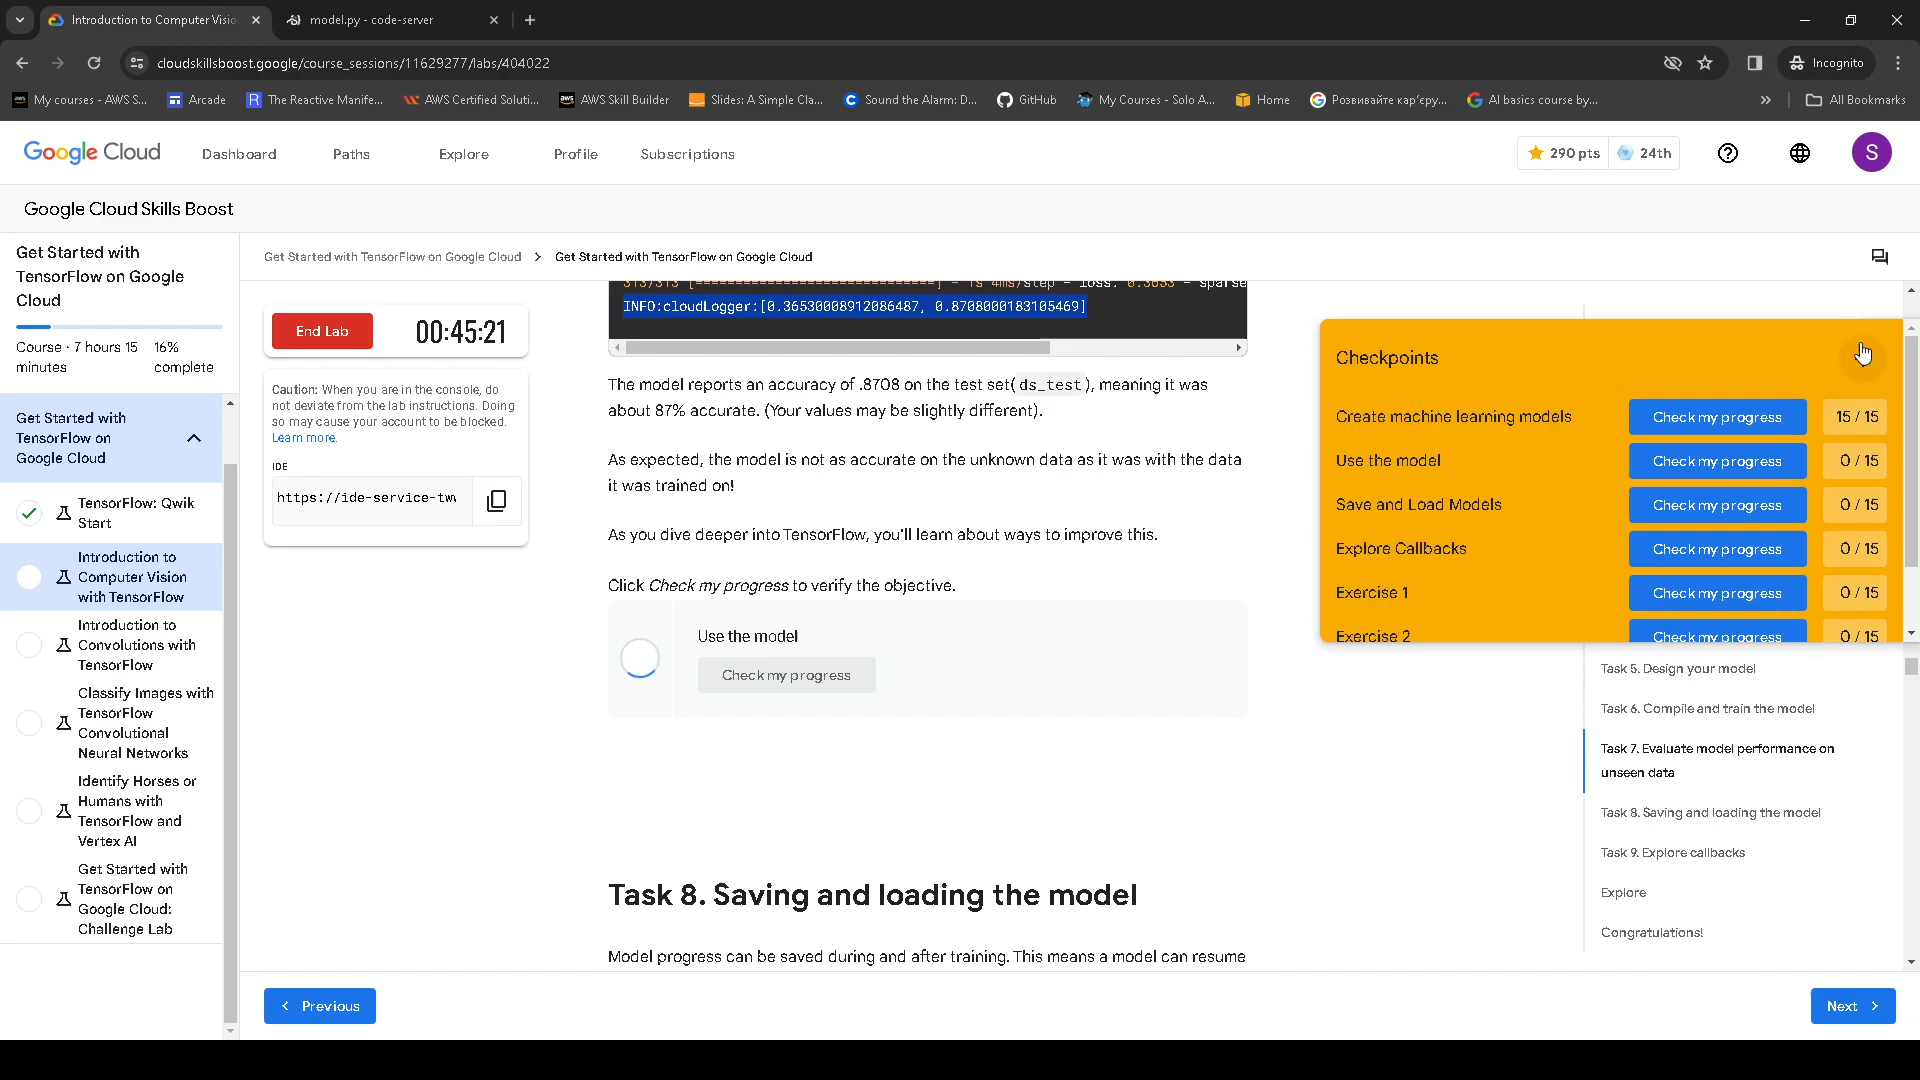 Introduction to Computer Visio
model.py - code-server
cloudskillsboost.google/course_sessions/11629277/labs/404022
Incognito
My courses - AWS S...
Arcade
The Reactive Manife...
AWS Certified Soluti...
AWS Skill Builder
Slides: A Simple Cla...
Sound the Alarm: D...
GitHub
My Courses - Solo A...
Home
Розвивайте кар'єру...
AI basics course by...
All Bookmarks
Google Cloud
Dashboard
Paths
Explore
Profile
Subscriptions
290 pts
24th
S
Google Cloud Skills Boost
Get Started with
TensorFlow on Google
Cloud
Course · 7 hours 15
minutes
16%
complete
Get Started with
TensorFlow on
Google Cloud
TensorFlow: Qwik
Start
Introduction to
Computer Vision
with TensorFlow
Introduction to
Convolutions with
TensorFlow
Classify Images with
TensorFlow
Convolutional
Neural Networks
Identify Horses or
Humans with
TensorFlow and
Vertex AI
Get Started with
TensorFlow on
Google Cloud:
Challenge Lab
Get Started with TensorFlow on Google Cloud > Get Started with TensorFlow on Google Cloud
End Lab
00:45:21
Caution: When you are in the console, do
not deviate from the lab instructions. Doing
so may cause your account to be blocked.
Learn more.
IDE
https://ide-service-tw
313/313 [==============================] - 1s 4ms/step - loss: 0.3653 - sparse
INFO:cloudLogger:[0.36530008912086487, 0.8708000183105469]
The model reports an accuracy of .8708 on the test set(ds_test), meaning it was
about 87% accurate. (Your values may be slightly different).
As expected, the model is not as accurate on the unknown data as it was with the data
it was trained on!
As you dive deeper into TensorFlow, you'll learn about ways to improve this.
Click Check my progress to verify the objective.
Use the model
Check my progress
Task 8. Saving and loading the model
Model progress can be saved during and after training. This means a model can resume
Checkpoints
Create machine learning models
Check my progress
15 / 15
Use the model
Check my progress
0 / 15
Save and Load Models
Check my progress
0 / 15
Explore Callbacks
Check my progress
0 / 15
Exercise 1
Check my progress
0 / 15
Exercise 2
Check my progress
0 / 15
Task 5. Design your model
Task 6. Compile and train the model
Task 7. Evaluate model performance on
unseen data
Task 8. Saving and loading the model
Task 9. Explore callbacks
Explore
Congratulations!
Previous
Next